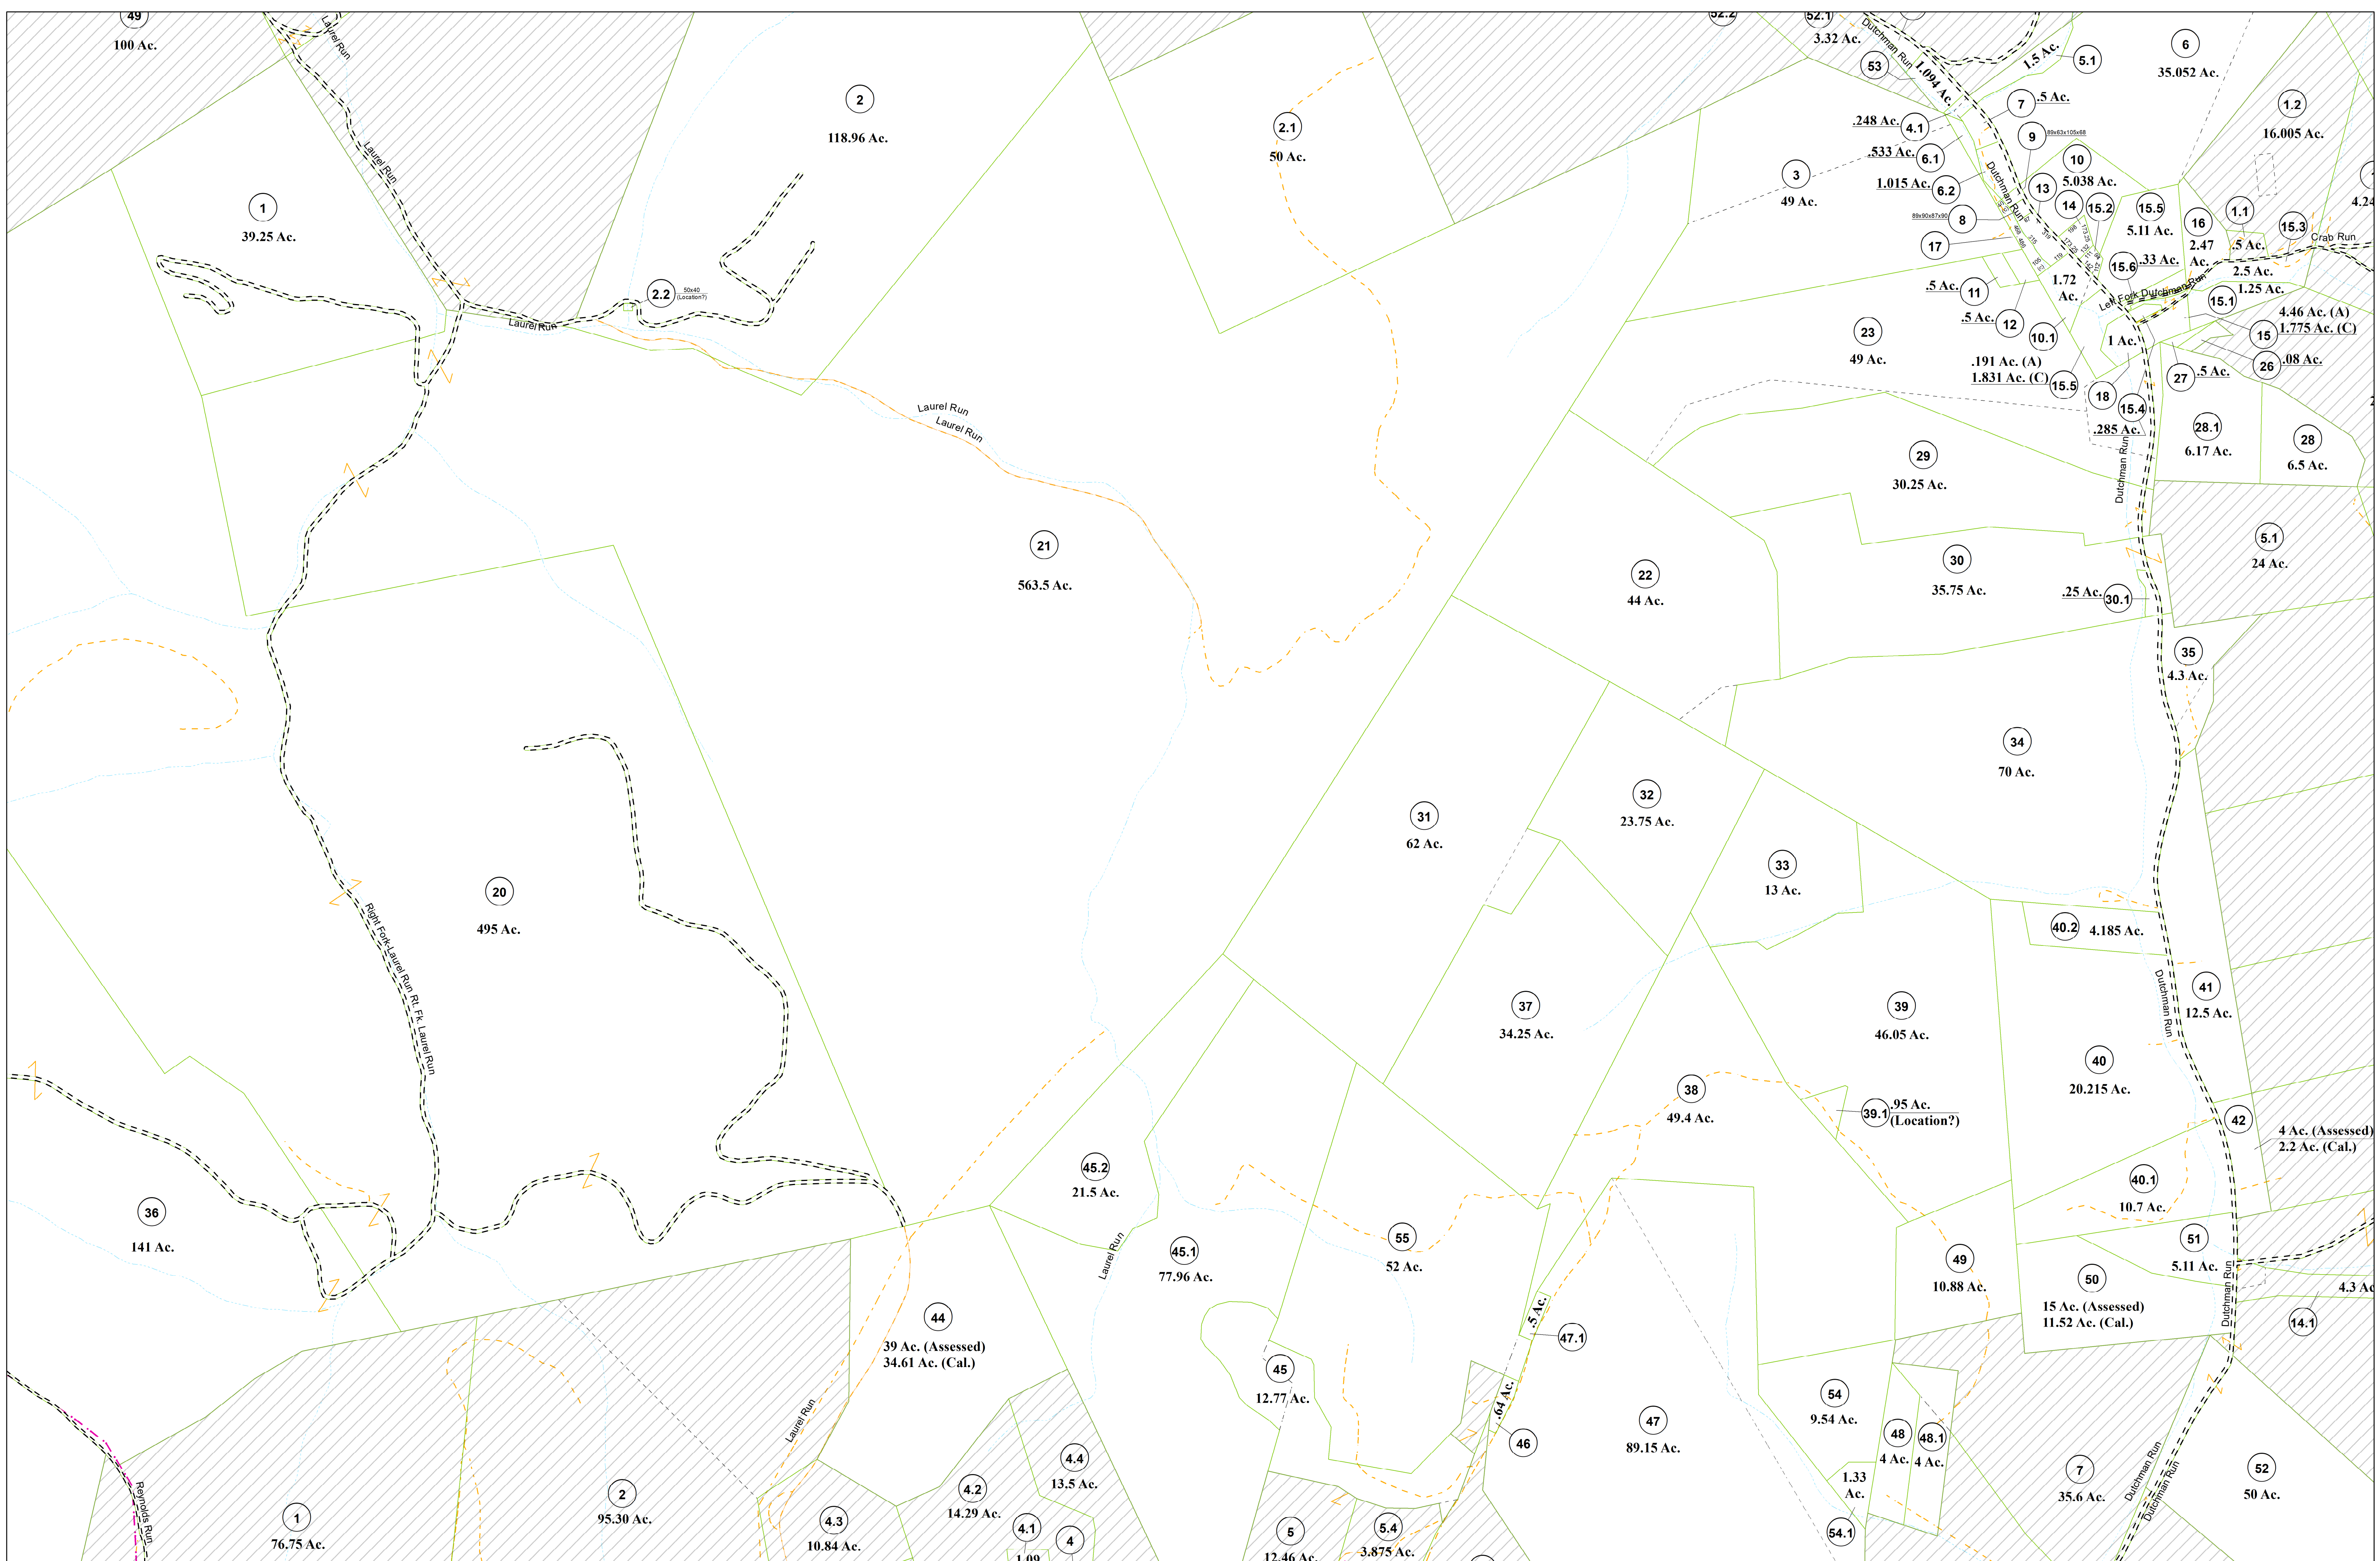 49
100 Ac.
Laurel Run
Laurel Run
1
39.25 Ac.
2
118.96 Ac.
2.1
50 Ac.
2.2
50x40
(Location?)
Laurel Run
Laurel Run
Laurel Run
52.2
52.1
3.32 Ac.
Dutchman Run
53
1.094 Ac.
1.5 Ac.
5.1
6
35.052 Ac.
7
.5 Ac.
.248 Ac.
4.1
.533 Ac.
6.1
1.015 Ac.
6.2
9
89x83x105x68
10
5.038 Ac.
1.2
16.005 Ac.
3
49 Ac.
Dutchman Run
13
14
15.2
15.5
5.11 Ac.
16
2.47
Ac.
1.1
.5 Ac.
15.3
4.24
Crab Run
89x90x87x90
8
17
15.6
.33 Ac.
2.5 Ac.
1.25 Ac.
15.1
.5 Ac.
11
1.72
Ac.
Left Fork Dutchman Run
.5 Ac.
12
10.1
4.46 Ac. (A)
1.775 Ac. (C)
15
23
49 Ac.
1 Ac.
.191 Ac. (A)
1.831 Ac. (C)
15.5
26
.08 Ac.
27
.5 Ac.
18
15.4
.285 Ac.
28.1
6.17 Ac.
28
6.5 Ac.
Dutchman Run
29
30.25 Ac.
21
563.5 Ac.
22
44 Ac.
30
35.75 Ac.
5.1
24 Ac.
.25 Ac.
30.1
35
4.3 Ac.
34
70 Ac.
31
62 Ac.
32
23.75 Ac.
33
13 Ac.
20
495 Ac.
Right Fork-Laurel Run Rt. Fk. Laurel Run
40.2
4.185 Ac.
37
34.25 Ac.
39
46.05 Ac.
Dutchman Run
41
12.5 Ac.
40
20.215 Ac.
38
49.4 Ac.
39.1
.95 Ac.
(Location?)
42
4 Ac. (Assessed)
2.2 Ac. (Cal.)
36
141 Ac.
45.2
21.5 Ac.
40.1
10.7 Ac.
Laurel Run
45.1
77.96 Ac.
55
52 Ac.
49
10.88 Ac.
51
5.11 Ac.
50
15 Ac. (Assessed)
11.52 Ac. (Cal.)
Dutchman Run
4.3 Ac
14.1
44
39 Ac. (Assessed)
34.61 Ac. (Cal.)
.5 Ac.
47.1
45
12.77 Ac.
.64 Ac.
46
47
89.15 Ac.
54
9.54 Ac.
48
4 Ac.
48.1
4 Ac.
Laurel Run
4.4
13.5 Ac.
4.2
14.29 Ac.
1.33
Ac.
54.1
7
35.6 Ac.
Dutchman Run
Dutchman Run
52
50 Ac.
Reynolds Run
1
76.75 Ac.
2
95.30 Ac.
4.3
10.84 Ac.
4.1
1.09
4
5
12.46 Ac.
5.4
3.875 Ac.